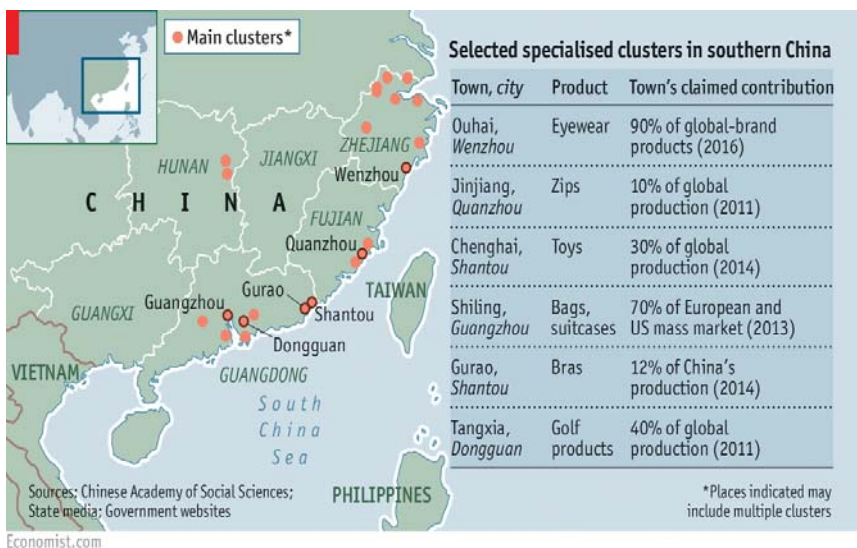 Main clusters*
ZHEJIANG
HUNAN
JIANGXI
Wenzhou
CHINA
FUJIAN
Quanzhou
TAIWAN
Gurao
GUANGXI
Guangzhou
Shantou
Dongguan
VIETNAM
GUANGDONG
South
China
Sea
PHILIPPINES
Sources: Chinese Academy of Social Sciences;
State media; Government websites
Selected specialised clusters in southern China
Town, city Product Town's claimed contribution
Ouhai, Eyewear 90% of global-brand
Wenzhou products (2016)
Jinjiang, Zips 10% of global
Quanzhou production (2011)
Chenghai, Toys 30% of global
Shantou production (2014)
Shiling, Bags, 70% of European and
Guangzhou suitcases US mass market (2013)
Gurao, Bras 12% of China's
Shantou production (2014)
Tangxia, Golf 40% of global
Dongguan products production (2011)
*Places indicated may
include multiple clusters
Economist.com